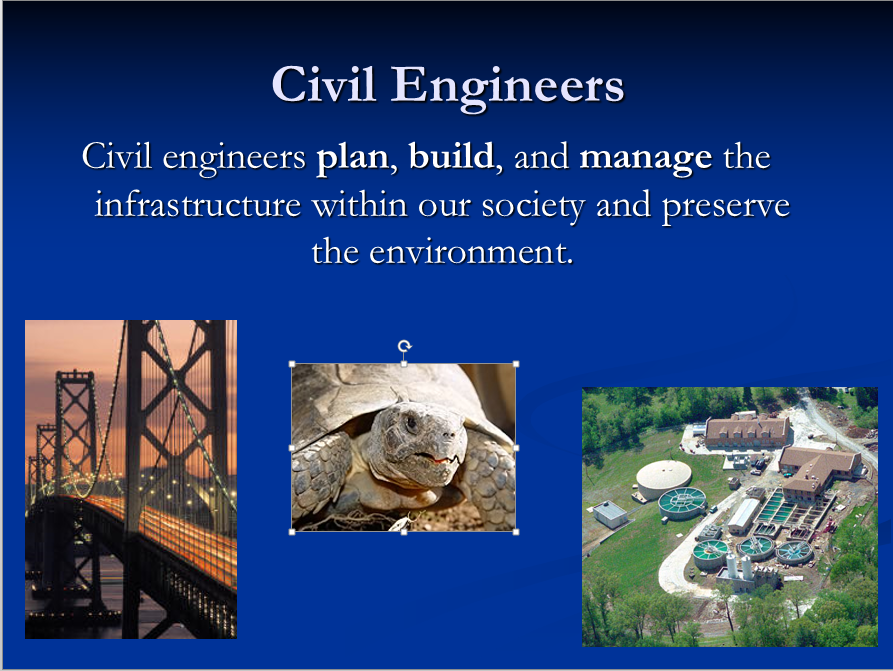 Civil Engineers
Civil engineers plan, build, and manage the
infrastructure within our society and preserve
the environment.